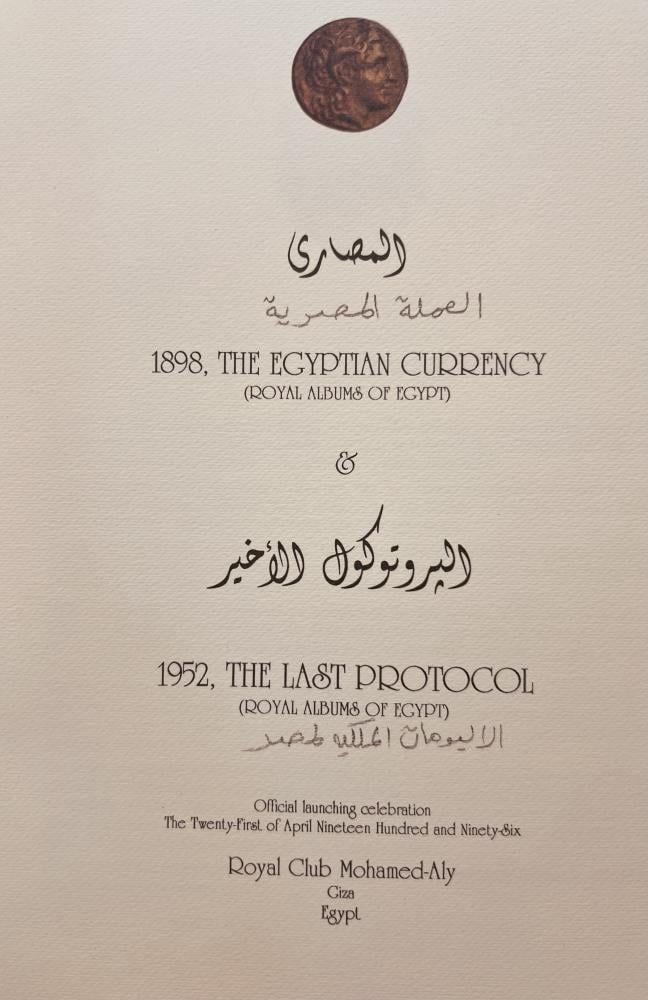 المصارى
العملة المصرية
1898, THE EGYPTIAN CURRENCY
(ROYAL ALBUMS OF EGYPT)
&
البروتوكول الأخير
1952, THE LAST PROTOCOL
(ROYAL ALBUMS OF EGYPT)
الاليومات الملكيه لمصر
Official launching celebration
The Twenty-First of April Nineteen Hundred and Ninety-Six
Royal Club Mohamed-Aly
Giza
Egypt